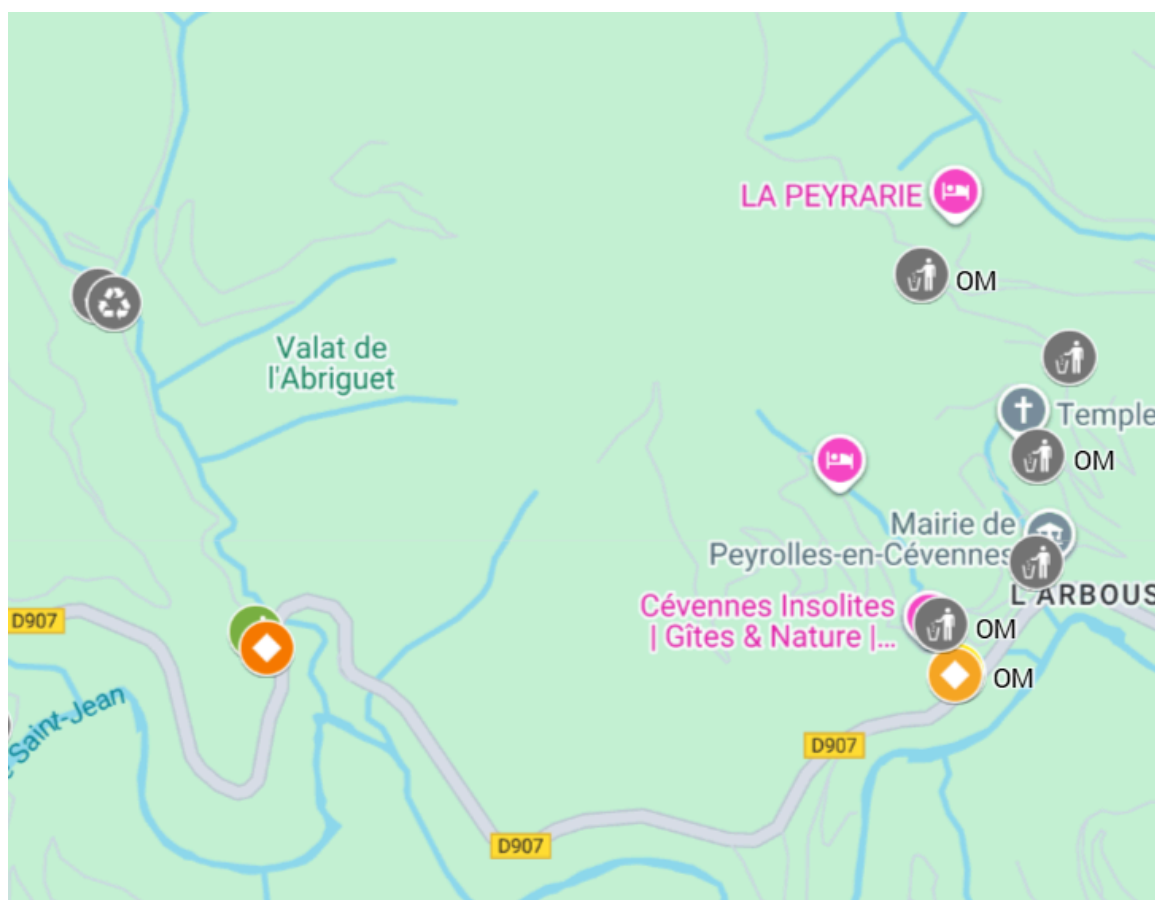 LA PEYRARIE
OM
Valat de
l'Abriguet
Temple
OM
Mairie de
Peyrolles-en-Cévennes
L'ARBOUS
Cévennes Insolites
| Gîtes & Nature |...
OM
D907
OM
Saint-Jean
D907
D907